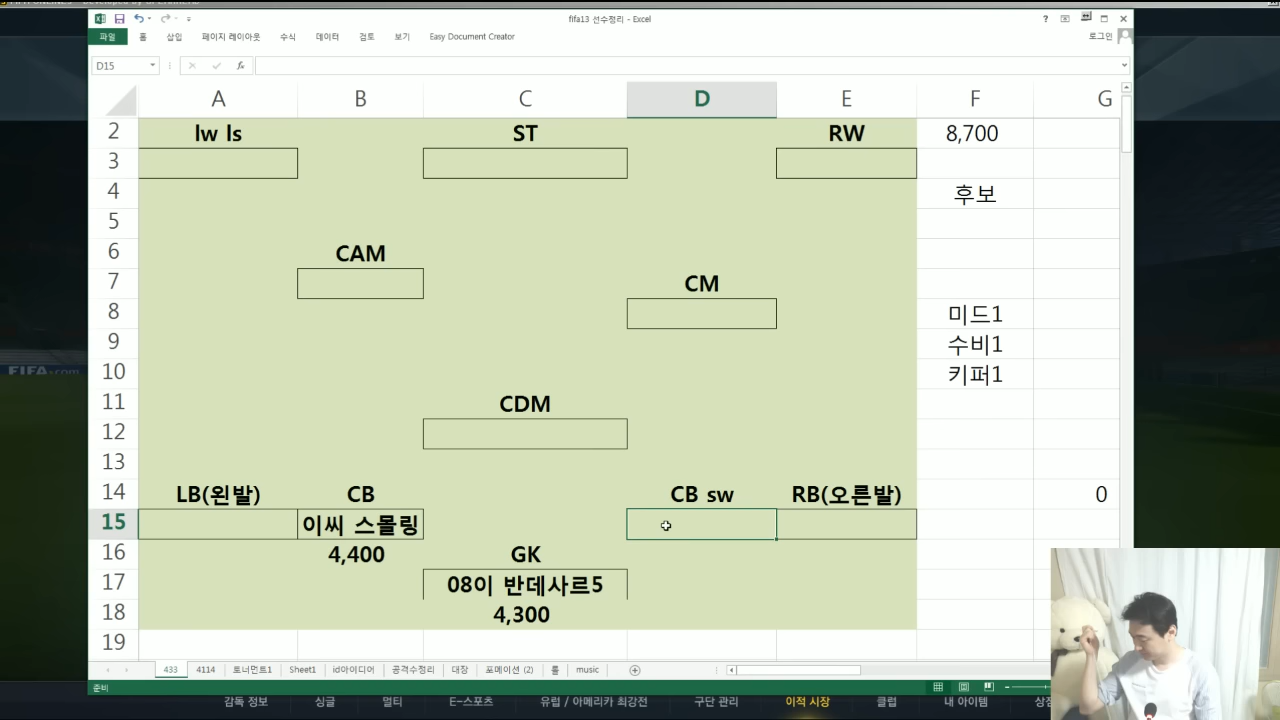 fifa13 선수정리 - Excel
파일 홈 삽입 페이지 레이아웃 수식 데이터 검토 보기 Easy Document Creator 로그인
D15
A B C D E F G
2 lw ls ST RW 8,700
3
4 후보
5
6 CAM
7 CM
8 미드1
9 수비1
FIFA.com
10 키퍼1
11 CDM
12
13
14 LB(왼발) CB CB sw RB(오른발) 0
15 이씨 스몰링
16 4,400 GK
17 08이 반데사르5
18 4,300
19
433 4114 토너먼트1 Sheet1 id아이디어 공격수정리 대장 포메이션 (2) 룰 music
준비
감독 정보 싱글 멀티 E-스포츠 유럽 / 아메리카 최강전 구단 관리 이적 시장 클럽 내 아이템